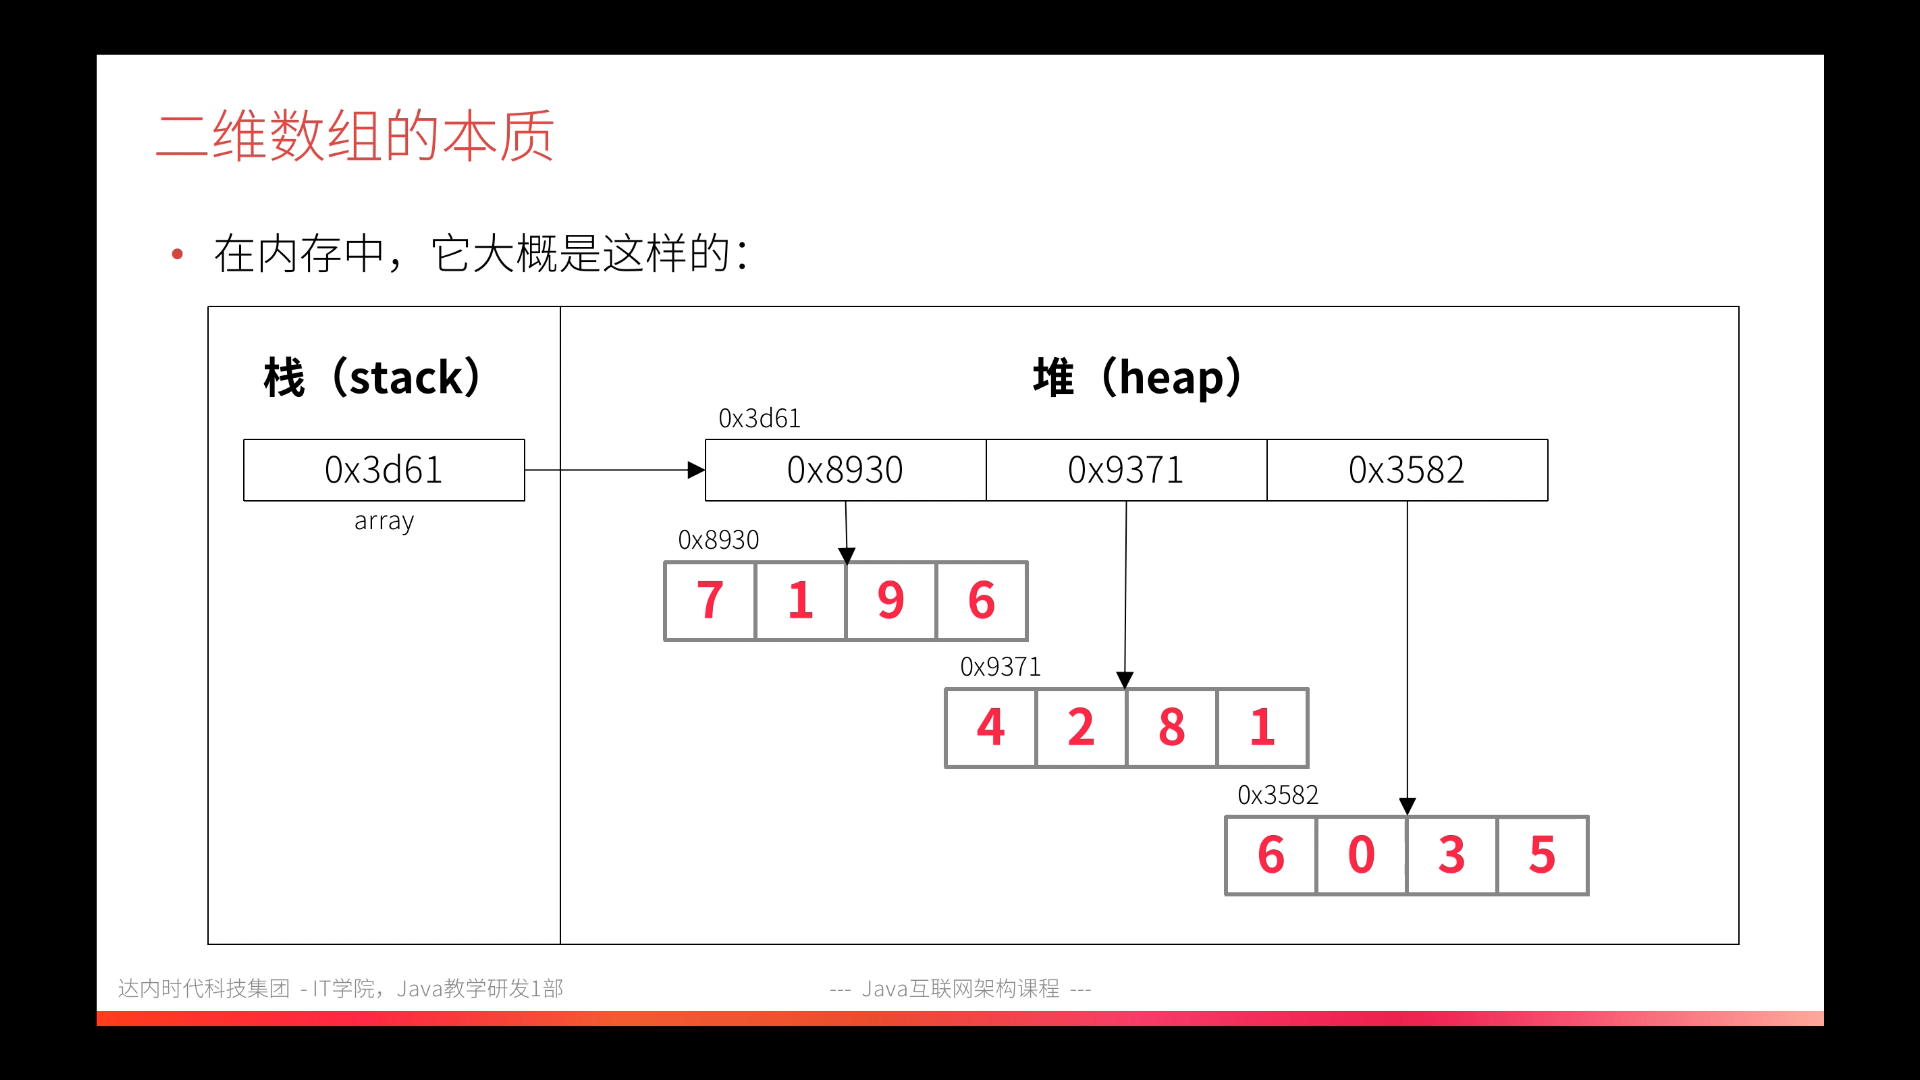 二维数组的本质
• 在内存中，它大概是这样的：
栈（stack）
堆（heap）
0x3d61
0x3d61
0x8930 0x9371 0x3582
array
0x8930
7 1 9 6
0x9371
4 2 8 1
0x3582
6 0 3 5
达内时代科技集团 - IT学院，Java教学研发1部
--- Java互联网架构课程 ---